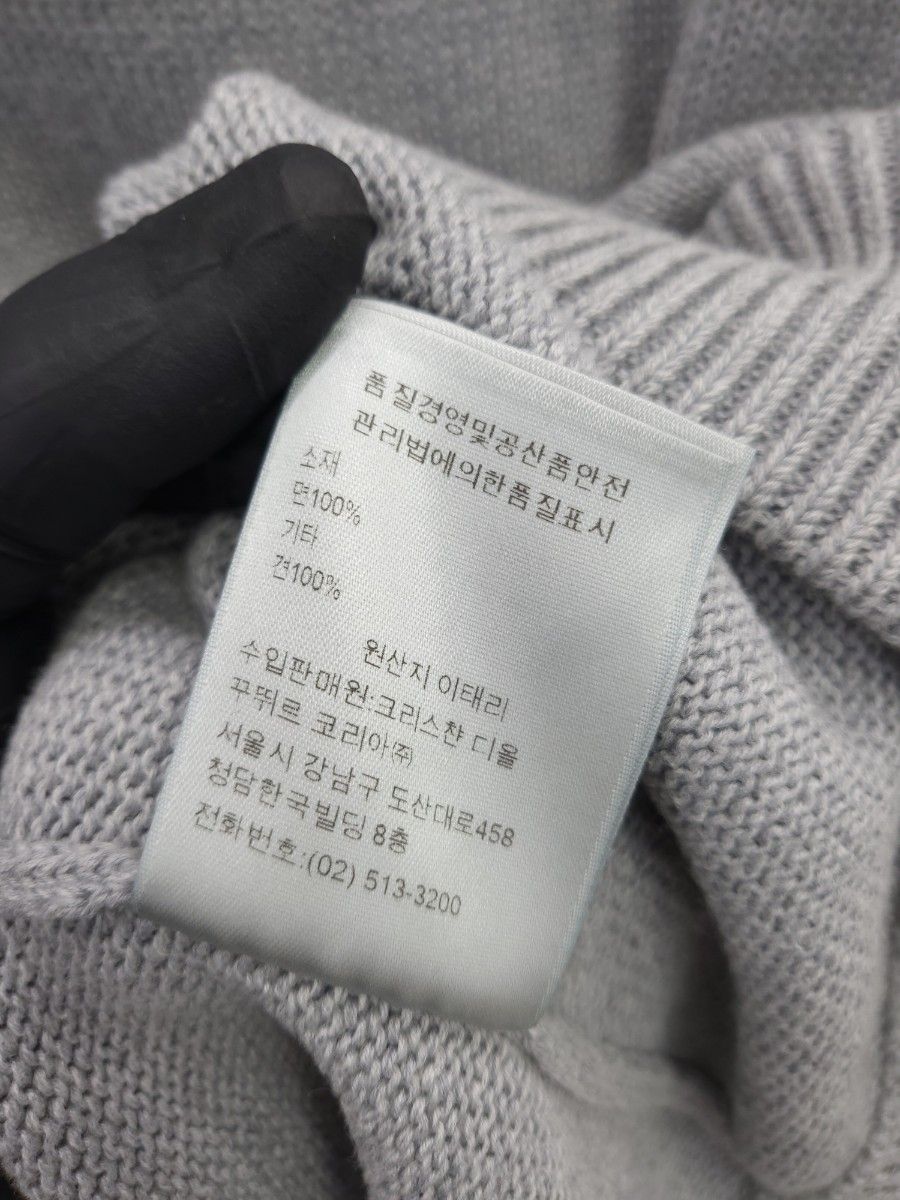 품질경영및공산품안전
관리법에의한품질표시
소재
면100%
기타
견100%
원산지 이태리
수입판매원:크리스챤 디올
꾸뛰르 코리아㈜
서울시 강남구 도산대로458
청담한국빌딩 8층
전화번호:(02) 513-3200